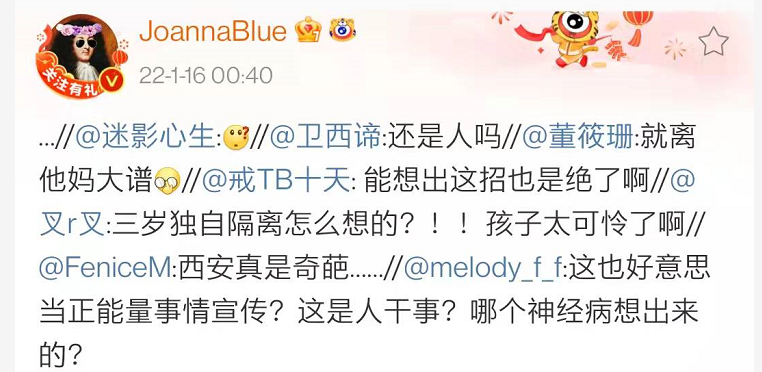 JoannaBlue
关注有礼
22-1-16 00:40
...//@迷影心生://@卫西谛:还是人吗//@董筱珊:就离
他妈大谱//@戒TB十天: 能想出这招也是绝了啊//@
叉r叉:三岁独自隔离怎么想的？！！孩子太可怜了啊//
@FeniceM:西安真是奇葩......//@melody_f_f:这也好意思
当正能量事情宣传？这是人干事？哪个神经病想出来
的？